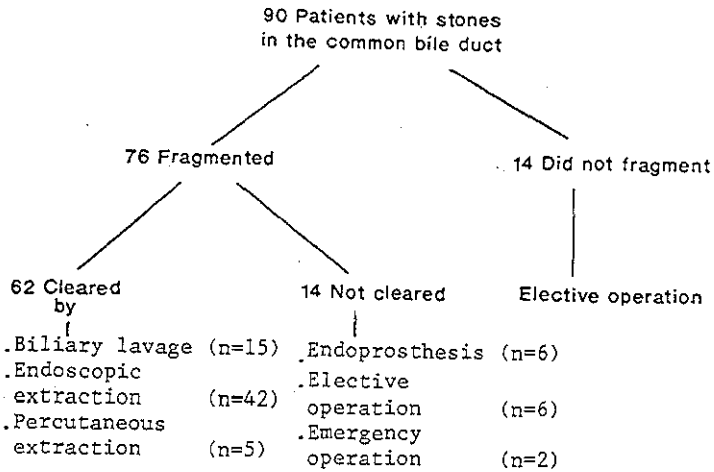 90 Patients with stones
in the common bile duct
76 Fragmented
14 Did not fragment
62 Cleared
by
14 Not cleared
Elective operation
.Biliary lavage (n=15)
.Endoscopic
extraction (n=42)
.Percutaneous
extraction (n=5)
.Endoprosthesis (n=6)
.Elective
operation (n=6)
.Emergency
operation (n=2)